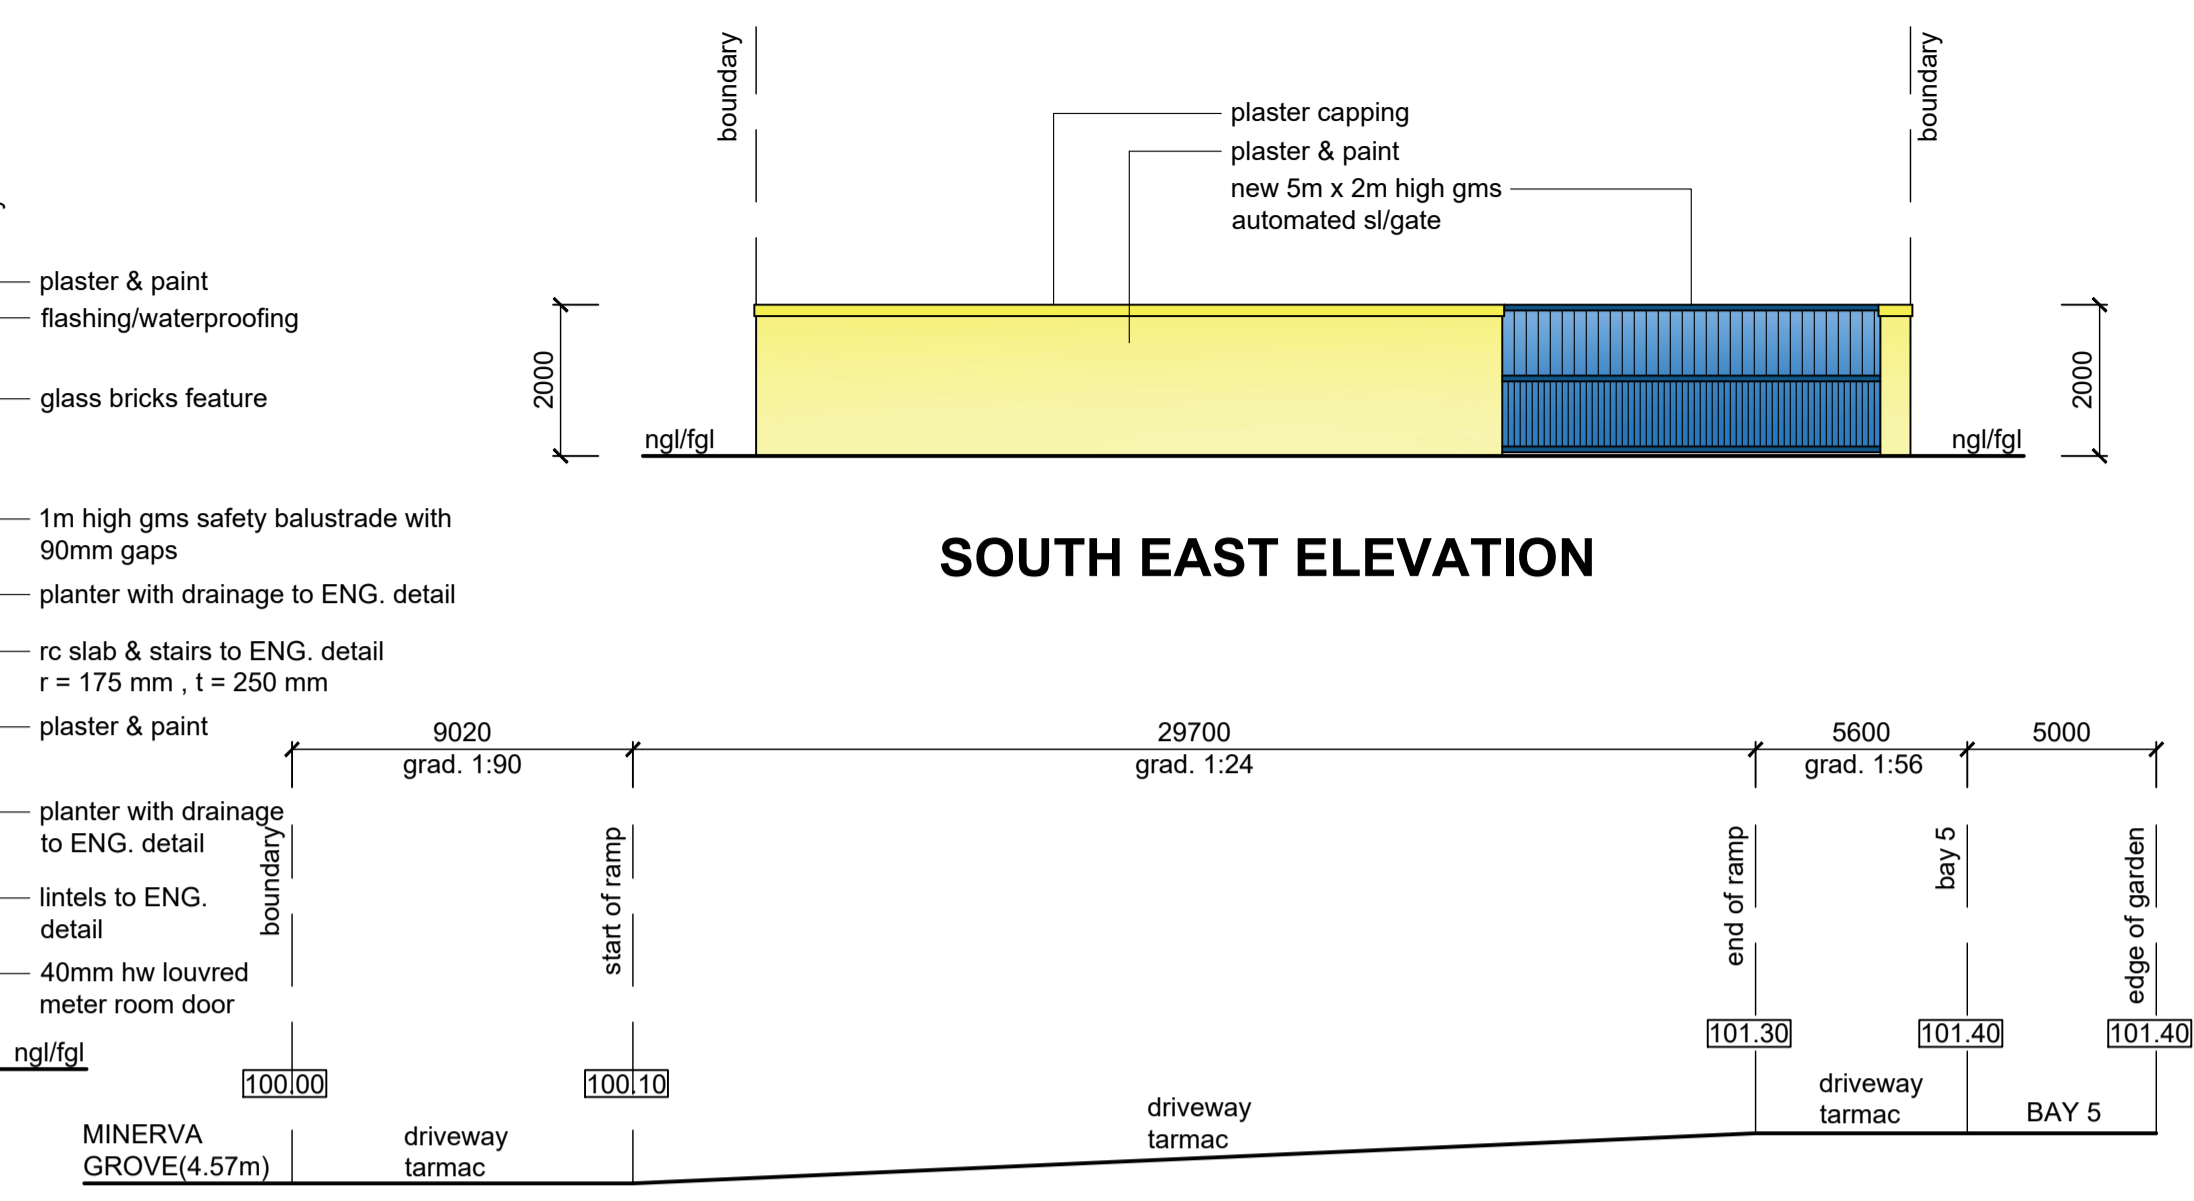 boundary
boundary
plaster capping
plaster & paint
new 5m x 2m high gms
automated sl/gate
plaster & paint
flashing/waterproofing
glass bricks feature
2000
2000
ngl/fgl
ngl/fgl
1m high gms safety balustrade with
90mm gaps
SOUTH EAST ELEVATION
planter with drainage to ENG. detail
rc slab & stairs to ENG. detail
r = 175 mm , t = 250 mm
plaster & paint
9020
29700
5600
5000
grad. 1:90
grad. 1:24
grad. 1:56
planter with drainage
to ENG. detail
boundary
start of ramp
end of ramp
bay 5
edge of garden
lintels to ENG.
detail
40mm hw louvred
meter room door
ngl/fgl
100.00
100.10
101.30
101.40
101.40
MINERVA
GROVE(4.57m)
driveway
tarmac
driveway
tarmac
driveway
tarmac
BAY 5